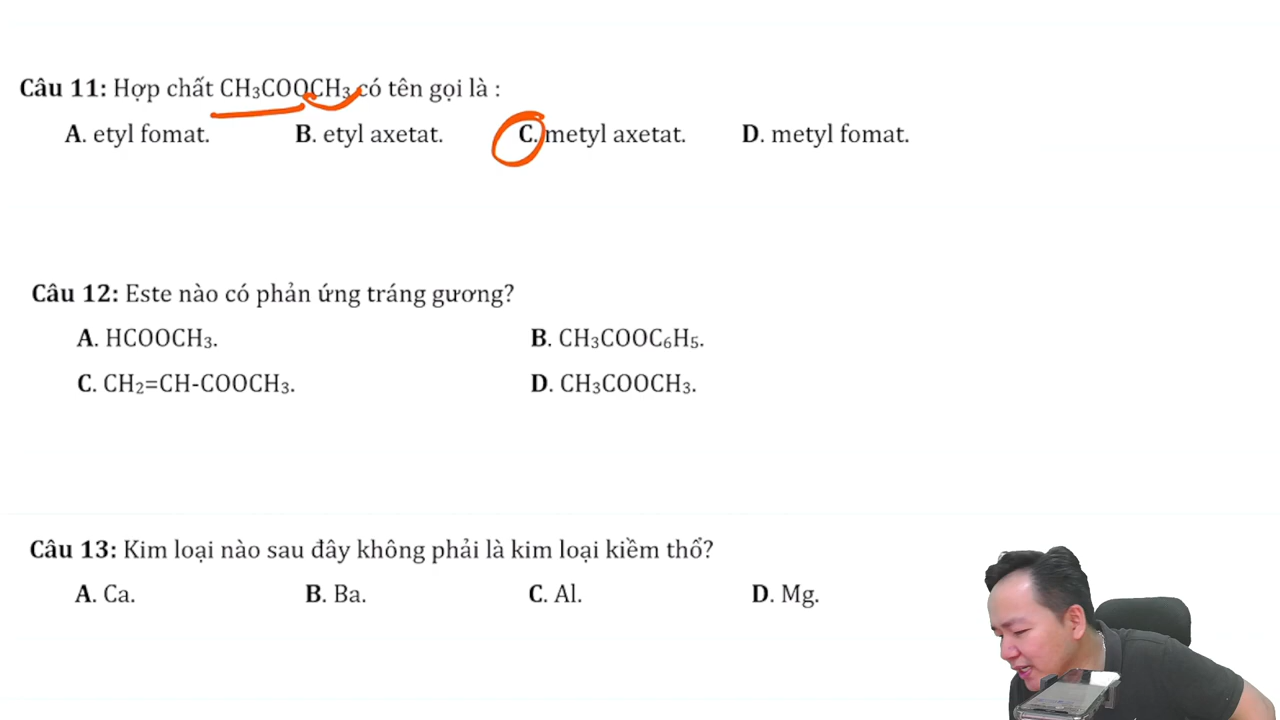 Câu 11: Hợp chất CH₃COOCH₃ có tên gọi là :
A. etyl fomat. B. etyl axetat. C. metyl axetat. D. metyl fomat.
Câu 12: Este nào có phản ứng tráng gương?
A. HCOOCH₃. B. CH₃COOC₆H₅.
C. CH₂=CH-COOCH₃. D. CH₃COOCH₃.
Câu 13: Kim loại nào sau đây không phải là kim loại kiềm thổ?
A. Ca. B. Ba. C. Al. D. Mg.